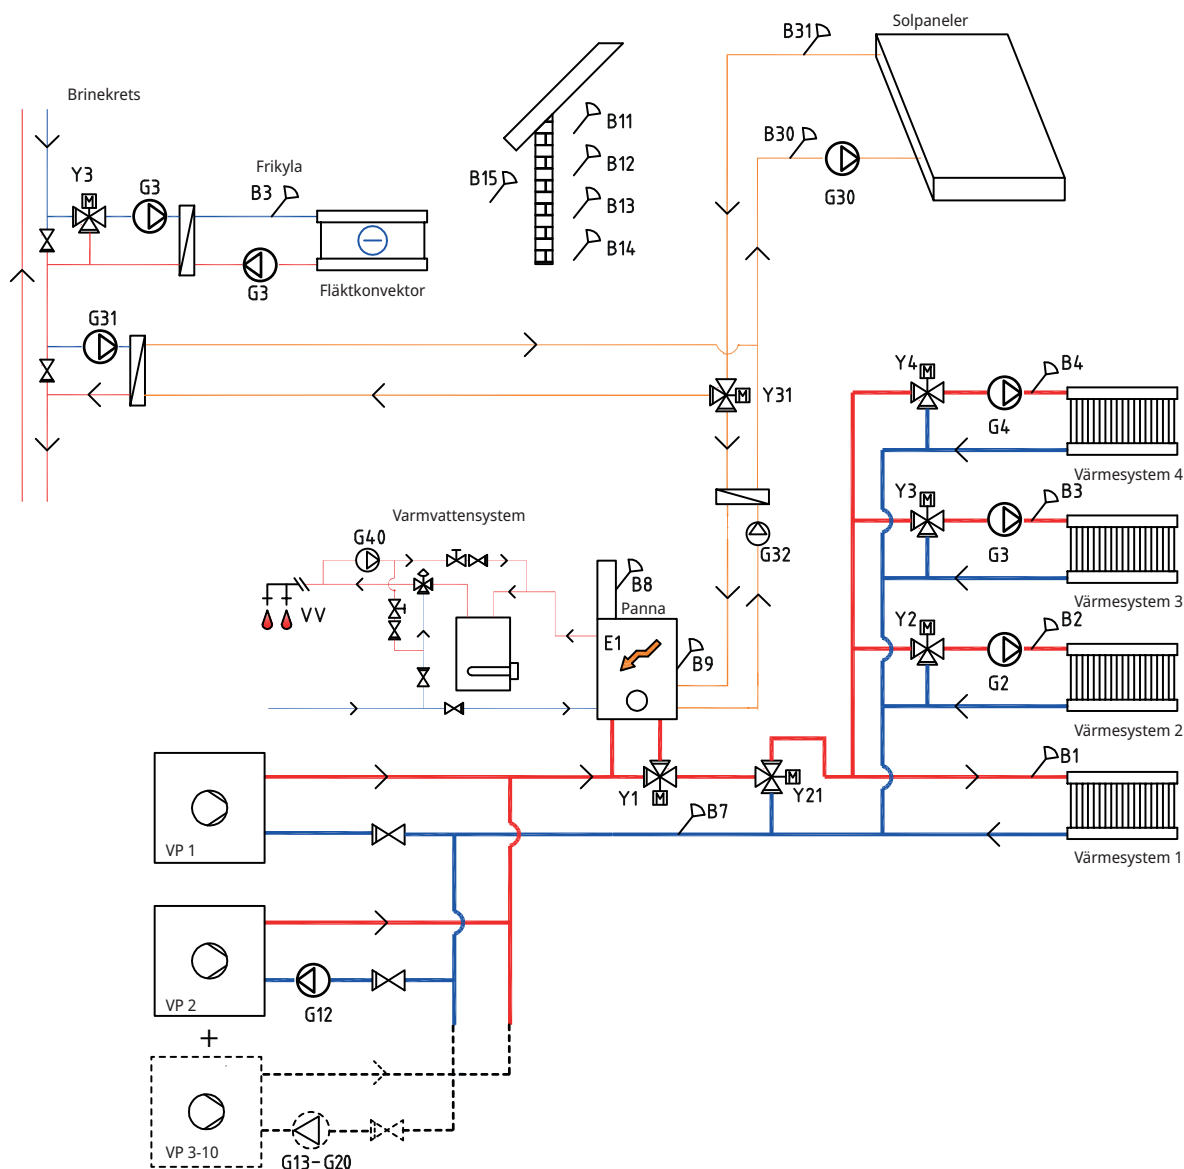 Solpaneler
B31
Brinekrets
B11
B30
B12
Frikyla
Y3
G3
B3
B15
G30
B13
B14
G3
Fläktkonvektor
G31
Y4
M
B4
Y31
M
G4
Värmesystem 4
Y3
M
B3
Varmvattensystem
G40
G32
G3
B8
Panna
Värmesystem 3
VV
Y2
M
B2
E1
B9
G2
Värmesystem 2
B1
Y1
M
Y21
M
B7
VP 1
Värmesystem 1
VP 2
G12
+
VP 3-10
G13-G20
M